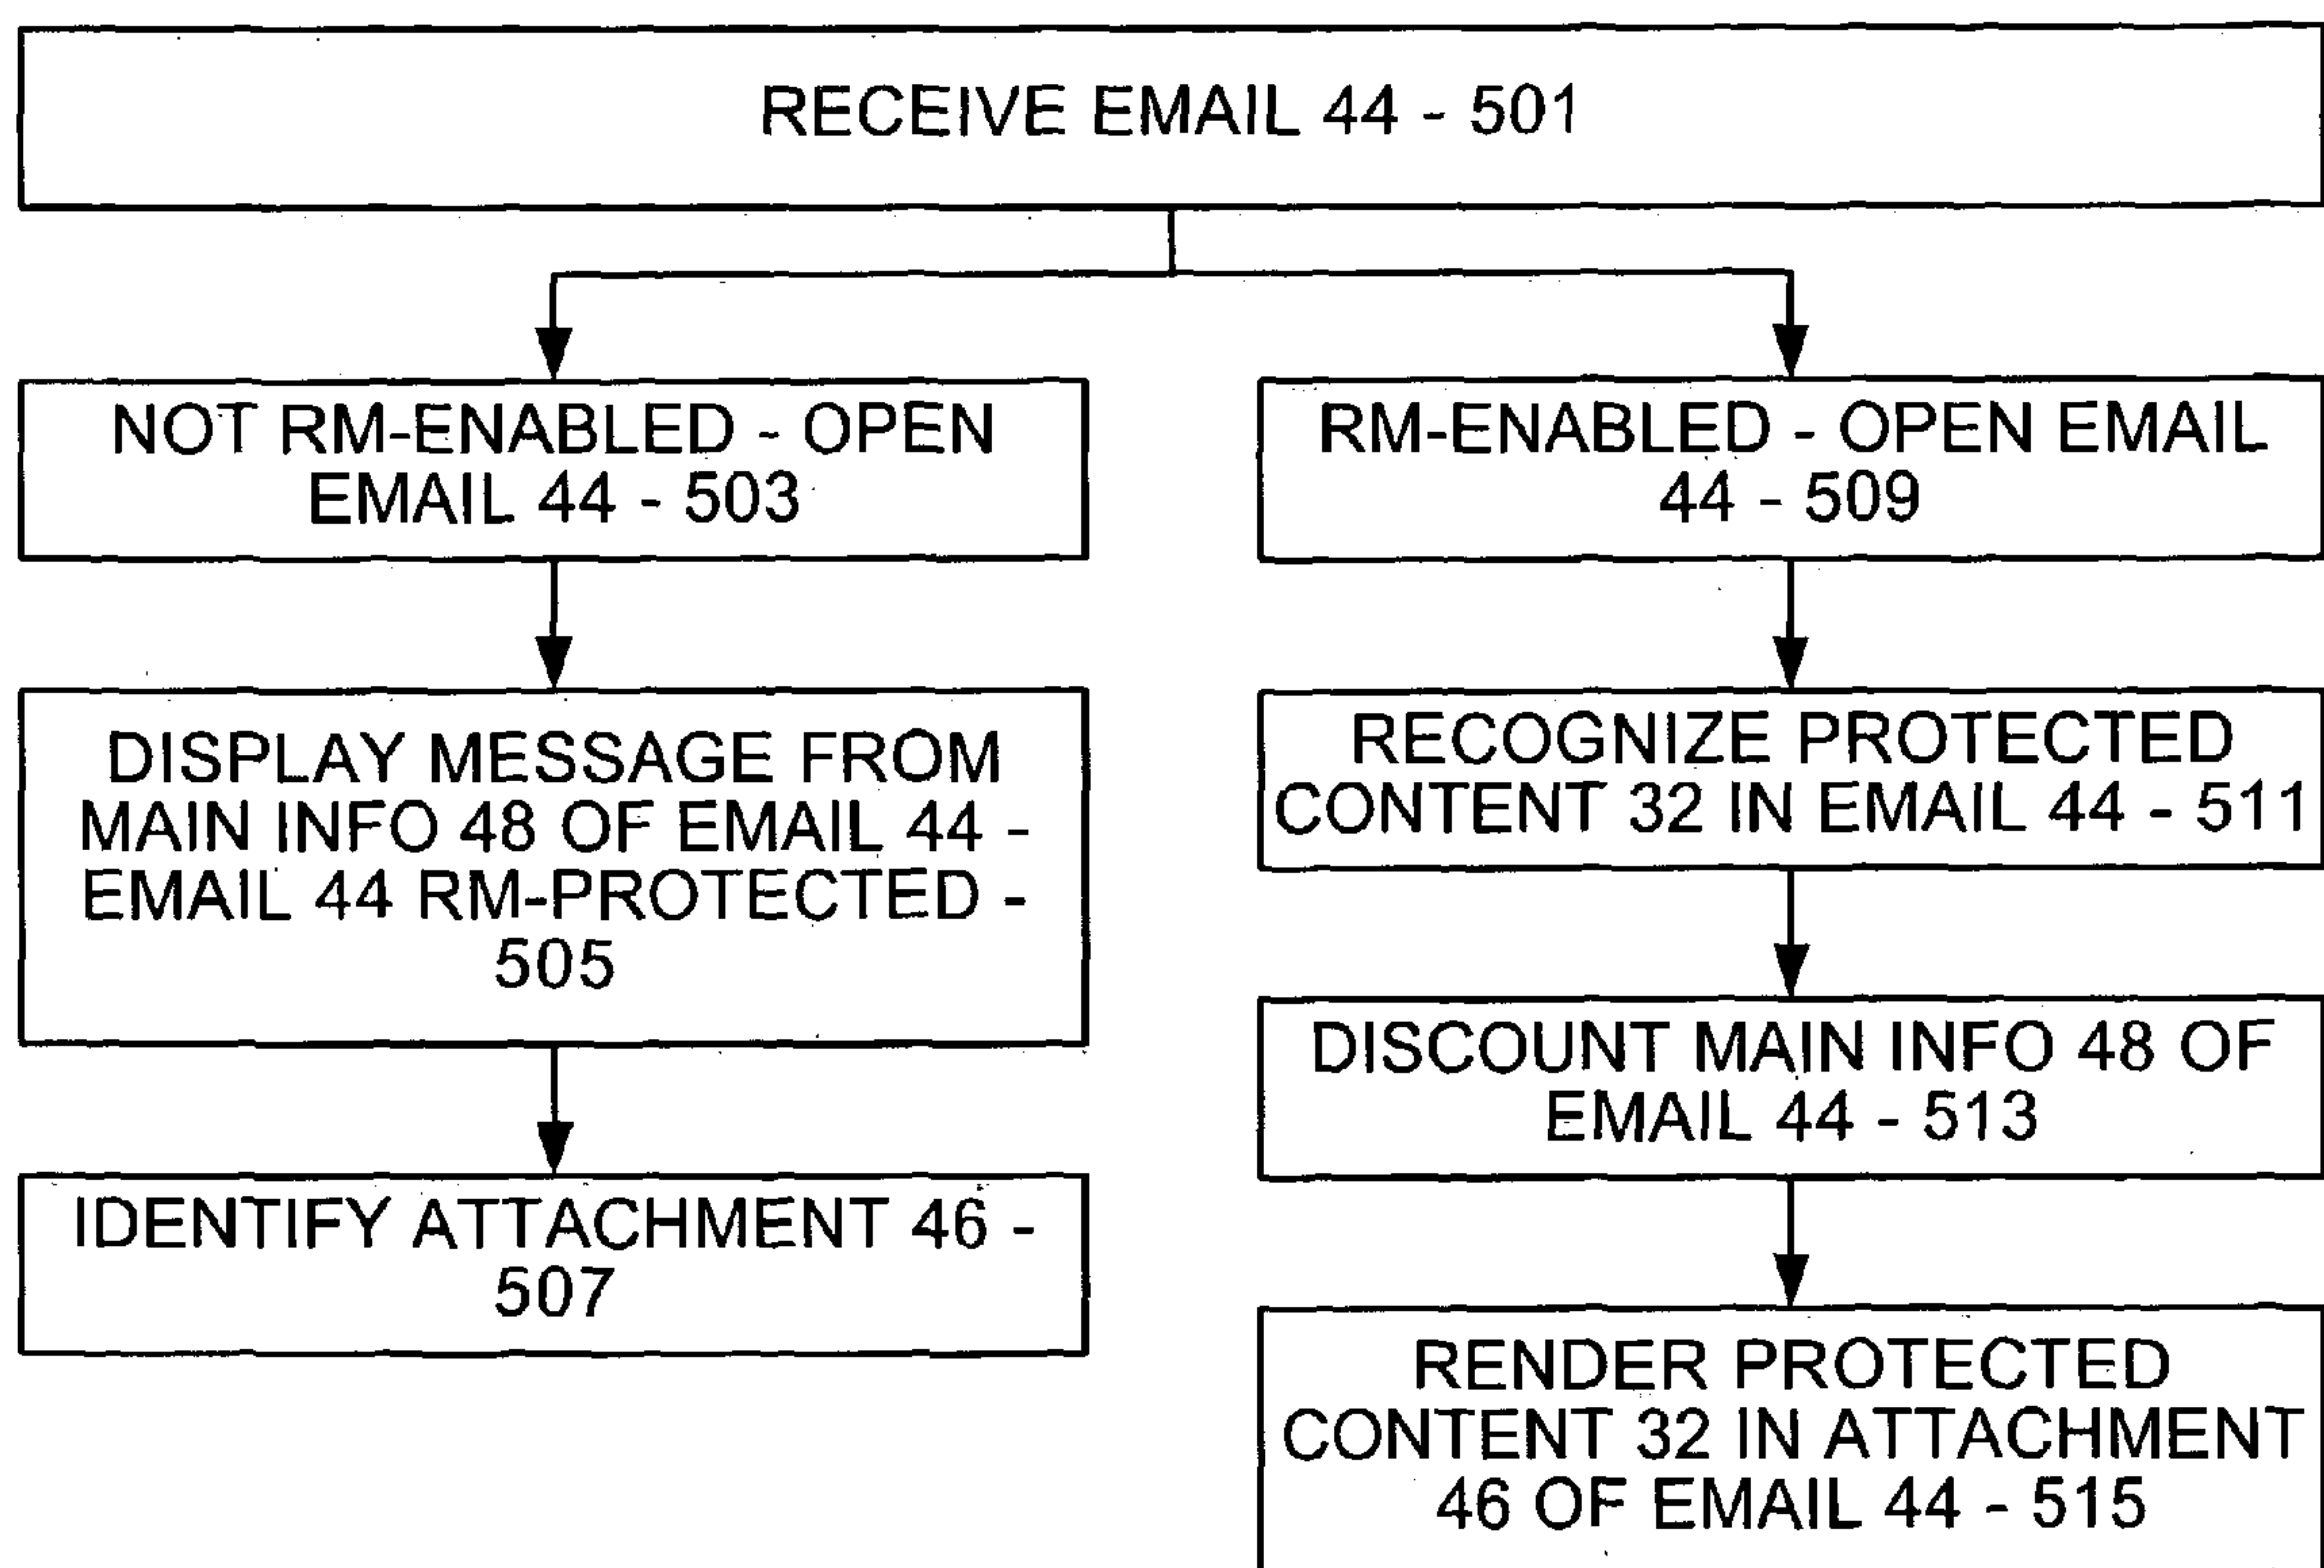 RECEIVE EMAIL 44 - 501
NOT RM-ENABLED - OPEN
EMAIL 44 - 503
DISPLAY MESSAGE FROM
MAIN INFO 48 OF EMAIL 44 -
EMAIL 44 RM-PROTECTED -
505
IDENTIFY ATTACHMENT 46 -
507
RM-ENABLED - OPEN EMAIL
44 - 509
RECOGNIZE PROTECTED
CONTENT 32 IN EMAIL 44 - 511
DISCOUNT MAIN INFO 48 OF
EMAIL 44 - 513
RENDER PROTECTED
CONTENT 32 IN ATTACHMENT
46 OF EMAIL 44 - 515